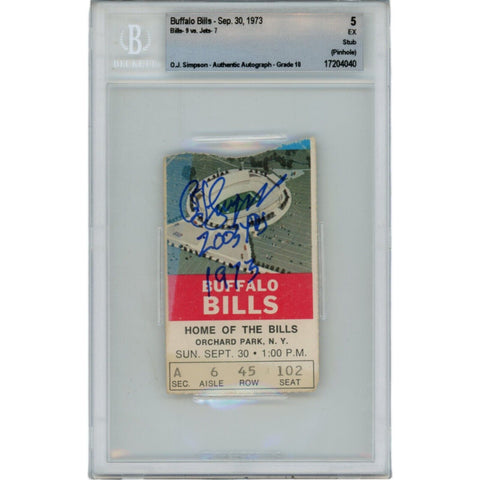 BECKETT
Buffalo Bills - Sep. 30, 1973
Bills- 9 vs. Jets- 7
O.J. Simpson - Authentic Autograph - Grade 10
5
EX
Stub
(Pinhole)
17204040
2003 YDS
1973
BUFFALO
BILLS
HOME OF THE BILLS
ORCHARD PARK, N. Y.
SUN. SEPT. 30 • 1:00 P.M.
A 6 45 102
SEC. AISLE ROW SEAT